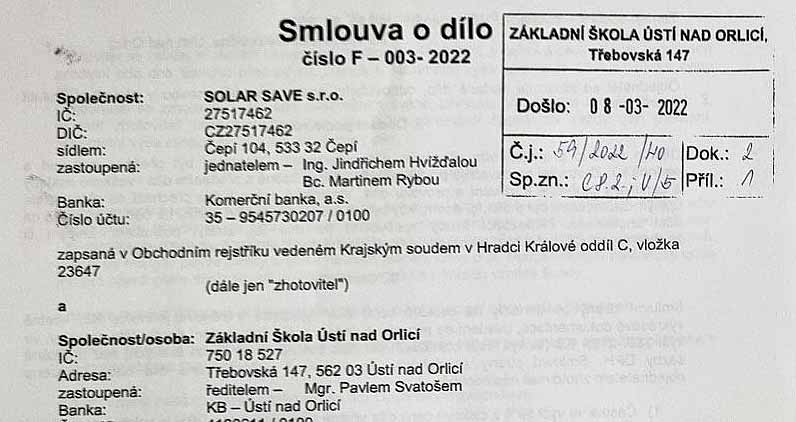 Smlouva o dílo
číslo F – 003- 2022
ZÁKLADNÍ ŠKOLA ÚSTÍ NAD ORLICÍ,
Třebovská 147
Došlo: 08-03-2022
Č.j.: 59/2022/40 Dok.: 2
Sp.zn.: C8.2.; V/5 Příl.: 1
Společnost: SOLAR SAVE s.r.o.
IČ: 27517462
DIČ: CZ27517462
sídlem: Čepí 104, 533 32 Čepí
zastoupená: jednatelem – Ing. Jindřichem Hvížďalou
Bc. Martinem Rybou
Banka: Komerční banka, a.s.
Číslo účtu: 35 – 9545730207 / 0100
zapsaná v Obchodním rejstříku vedeném Krajským soudem v Hradci Králové oddíl C, vložka
23647
(dále jen "zhotovitel")
a
Společnost/osoba: Základní Škola Ústí nad Orlicí
IČ: 750 18 527
Adresa: Třebovská 147, 562 03 Ústí nad Orlicí
zastoupená: ředitelem – Mgr. Pavlem Svatošem
Banka: KB – Ústí nad Orlicí